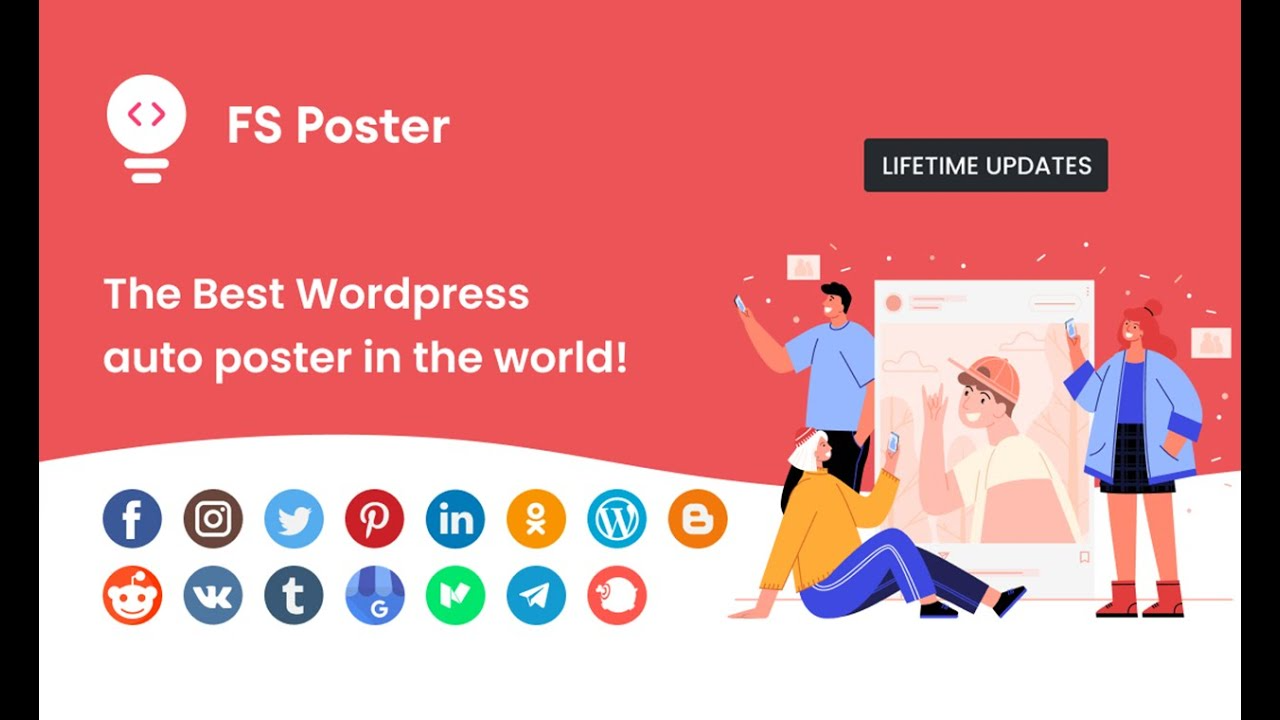 FS Poster
LIFETIME UPDATES
The Best Wordpress
auto poster in the world!